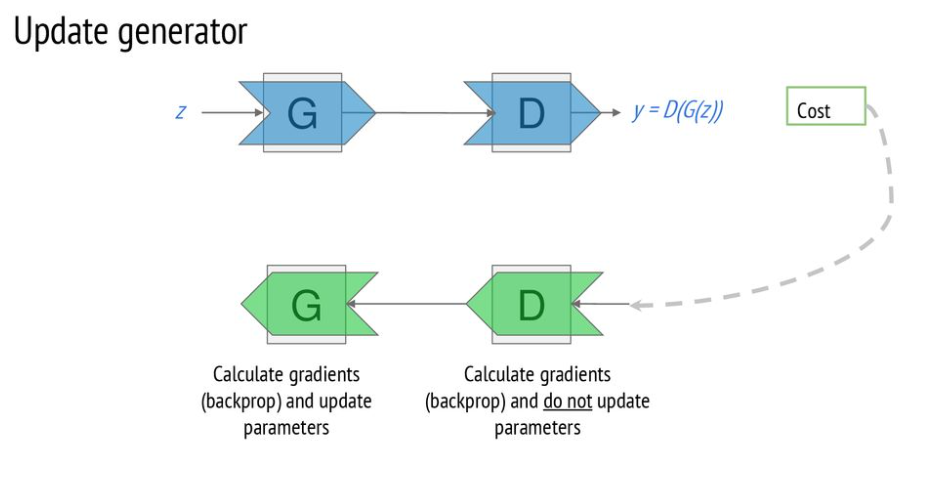 Update generator
z
G
D
y = D(G(z))
Cost
G
D
Calculate gradients
(backprop) and update
parameters
Calculate gradients
(backprop) and do not update
parameters